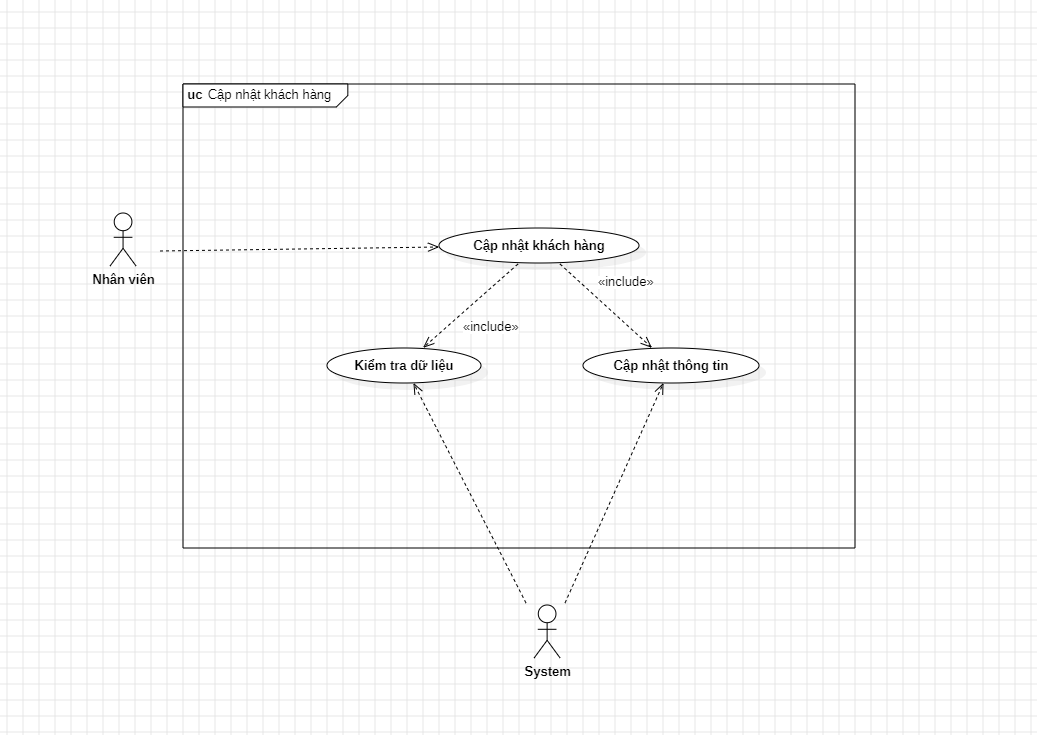 uc Cập nhật khách hàng
Cập nhật khách hàng
«include»
«include»
Kiểm tra dữ liệu
Cập nhật thông tin
Nhân viên
System